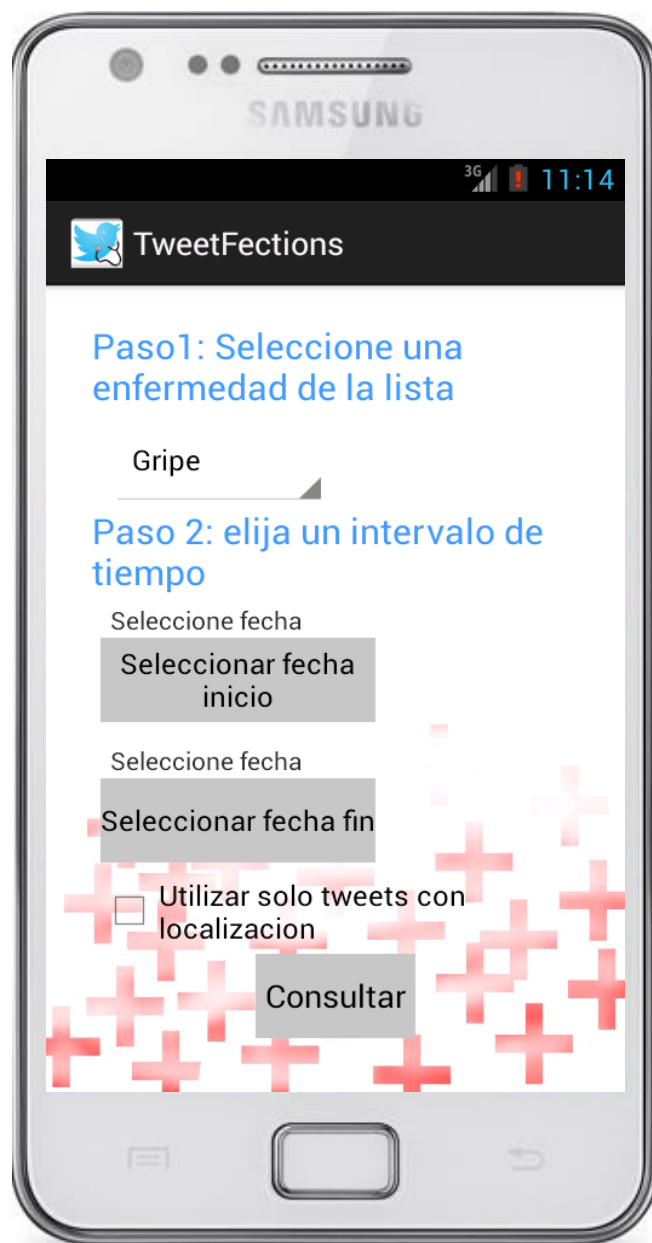 SAMSUNG
3G 11:14
TweetFections
Paso1: Seleccione una
enfermedad de la lista
Gripe
Paso 2: elija un intervalo de
tiempo
Seleccione fecha
Seleccionar fecha
inicio
Seleccione fecha
Seleccionar fecha fin
Utilizar solo tweets con
localizacion
Consultar